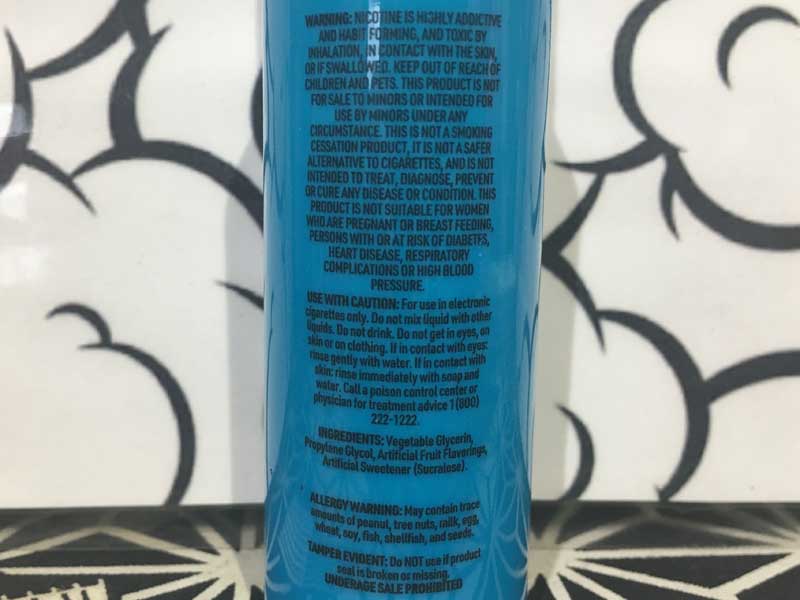 WARNING: NICOTINE IS HIGHLY ADDICTIVE
AND HABIT FORMING, AND TOXIC BY
INHALATION, IN CONTACT WITH THE SKIN,
OR IF SWALLOWED. KEEP OUT OF REACH OF
CHILDREN AND PETS. THIS PRODUCT IS NOT
FOR SALE TO MINORS OR INTENDED FOR
USE BY MINORS UNDER ANY
CIRCUMSTANCE. THIS IS NOT A SMOKING
CESSATION PRODUCT, IT IS NOT A SAFER
ALTERNATIVE TO CIGARETTES, AND IS NOT
INTENDED TO TREAT, DIAGNOSE, PREVENT
OR CURE ANY DISEASE OR CONDITION. THIS
PRODUCT IS NOT SUITABLE FOR WOMEN
WHO ARE PREGNANT OR BREAST FEEDING,
PERSONS WITH OR AT RISK OF DIABETES,
HEART DISEASE, RESPIRATORY
COMPLICATIONS OR HIGH BLOOD
PRESSURE.
USE WITH CAUTION: For use in electronic
cigarettes only. Do not mix liquid with other
liquids. Do not drink. Do not get in eyes, on
skin or on clothing. If in contact with eyes:
rinse gently with water. If in contact with
skin: rinse immediately with soap and
water. Call a poison control center or
physician for treatment advice 1 (800)
222-1222.
INGREDIENTS: Vegetable Glycerin,
Propylene Glycol, Artificial Fruit Flavorings,
Artificial Sweetener (Sucralose).
ALLERGY WARNING: May contain trace
amounts of peanut, tree nuts, milk, egg,
wheat, soy, fish, shellfish, and seeds.
TAMPER EVIDENT: Do NOT use if product
seal is broken or missing.
UNDERAGE SALE PROHIBITED